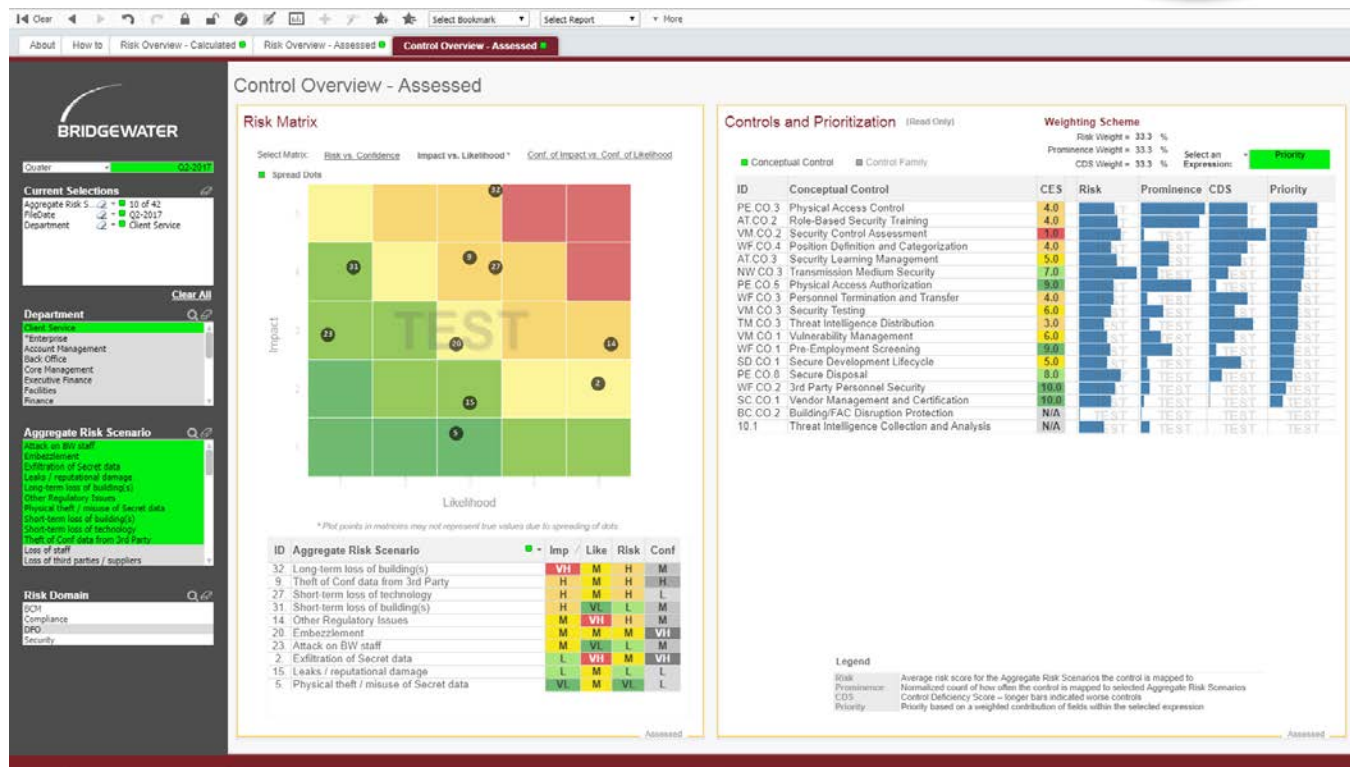 Clear Select Bookmark Select Report More
About How to Risk Overview - Calculated Risk Overview - Assessed Control Overview - Assessed
BRIDGEWATER
Quater Q2-2017
Current Selections
Aggregate Risk S... 10 of 42
FileDate Q2-2017
Department Client Service
Clear All
Department
Client Service
*Enterprise
Account Management
Back Office
Core Management
Executive Finance
Facilities
Finance
Aggregate Risk Scenario
Attack on BW staff
Embezzlement
Exfiltration of Secret data
Leaks / reputational damage
Long-term loss of building(s)
Other Regulatory Issues
Physical theft / misuse of Secret data
Short-term loss of building(s)
Short-term loss of technology
Theft of Conf data from 3rd Party
Loss of staff
Loss of third parties / suppliers
Risk Domain
BCM
Compliance
DFO
Security
Control Overview - Assessed
Risk Matrix
Select Matrix: Risk vs. Confidence Impact vs. Likelihood * Conf. of Impact vs. Conf. of Likelihood
Spread Dots
32
9
31 27
Impact
TEST
23 20 14
2
15
5
Likelihood
* Plot points in matricies may not represent true values due to spreading of dots
ID Aggregate Risk Scenario Imp Like Risk Conf
32 Long-term loss of building(s) VH M H M
9 Theft of Conf data from 3rd Party H M H H
27 Short-term loss of technology H M H L
31 Short-term loss of building(s) H VL L M
14 Other Regulatory Issues M VH H M
20 Embezzlement M M M VH
23 Attack on BW staff M VL L M
2 Exfiltration of Secret data L VH M VH
15 Leaks / reputational damage L M L L
5 Physical theft / misuse of Secret data VL M VL L
Assessed
Controls and Prioritization (Read Only)
Weighting Scheme
Risk Weight = 33.3 %
Prominence Weight = 33.3 %
CDS Weight = 33.3 %
Select an Expression: Priority
Conceptual Control Control Family
ID Conceptual Control CES Risk Prominence CDS Priority
PE.CO.3 Physical Access Control 4.0
AT.CO.2 Role-Based Security Training 4.0
VM.CO.2 Security Control Assessment 1.0
WF.CO.4 Position Definition and Categorization 4.0
AT.CO.3 Security Learning Management 5.0
NW.CO.3 Transmission Medium Security 7.0
PE.CO.5 Physical Access Authorization 9.0
WF.CO.3 Personnel Termination and Transfer 4.0
VM.CO.3 Security Testing 6.0
TM.CO.3 Threat Intelligence Distribution 3.0
VM.CO.1 Vulnerability Management 6.0
WF.CO.1 Pre-Employment Screening 9.0
SD.CO.1 Secure Development Lifecycle 5.0
PE.CO.8 Secure Disposal 8.0
WF.CO.2 3rd Party Personnel Security 10.0
SC.CO.1 Vendor Management and Certification 10.0
BC.CO.2 Building/FAC Disruption Protection N/A
10.1 Threat Intelligence Collection and Analysis N/A
Legend
Risk Average risk score for the Aggregate Risk Scenarios the control is mapped to
Prominence Normalized count of how often the control is mapped to selected Aggregate Risk Scenarios
CDS Control Deficiency Score – longer bars indicated worse controls
Priority Priority based on a weighted contribution of fields within the selected expression
Assessed